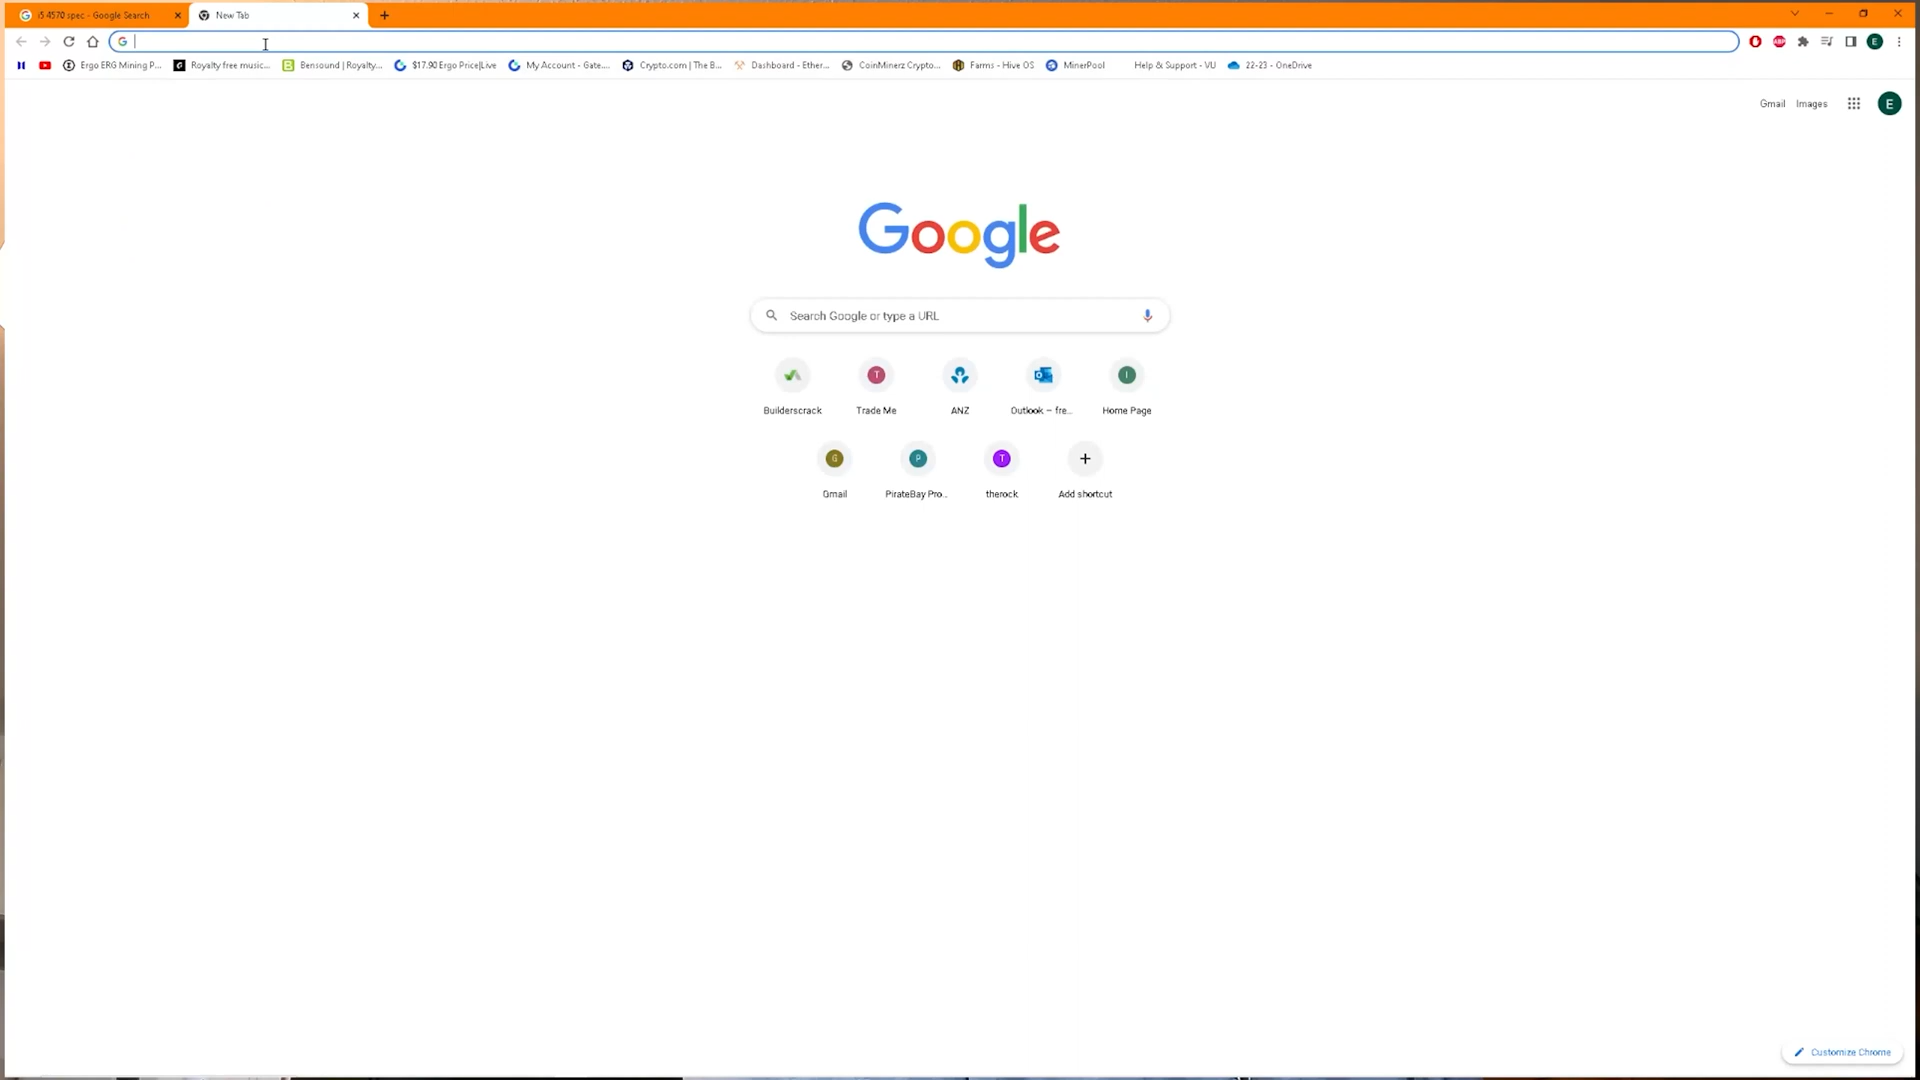 i5 4570 spec - Google Search
New Tab
Ergo ERG Mining P...
Royalty free music...
Bensound | Royalty...
$17.90 Ergo Price|Live
My Account - Gate....
Crypto.com | The B...
Dashboard - Ether...
CoinMinerz Crypto...
Farms - Hive OS
MinerPool
Help & Support - VU
22-23 - OneDrive
Gmail
Images
E
Google
Search Google or type a URL
Builderscrack
T
Trade Me
ANZ
Outlook – fre...
I
Home Page
G
Gmail
P
PirateBay Pro...
T
therock
Add shortcut
Customize Chrome